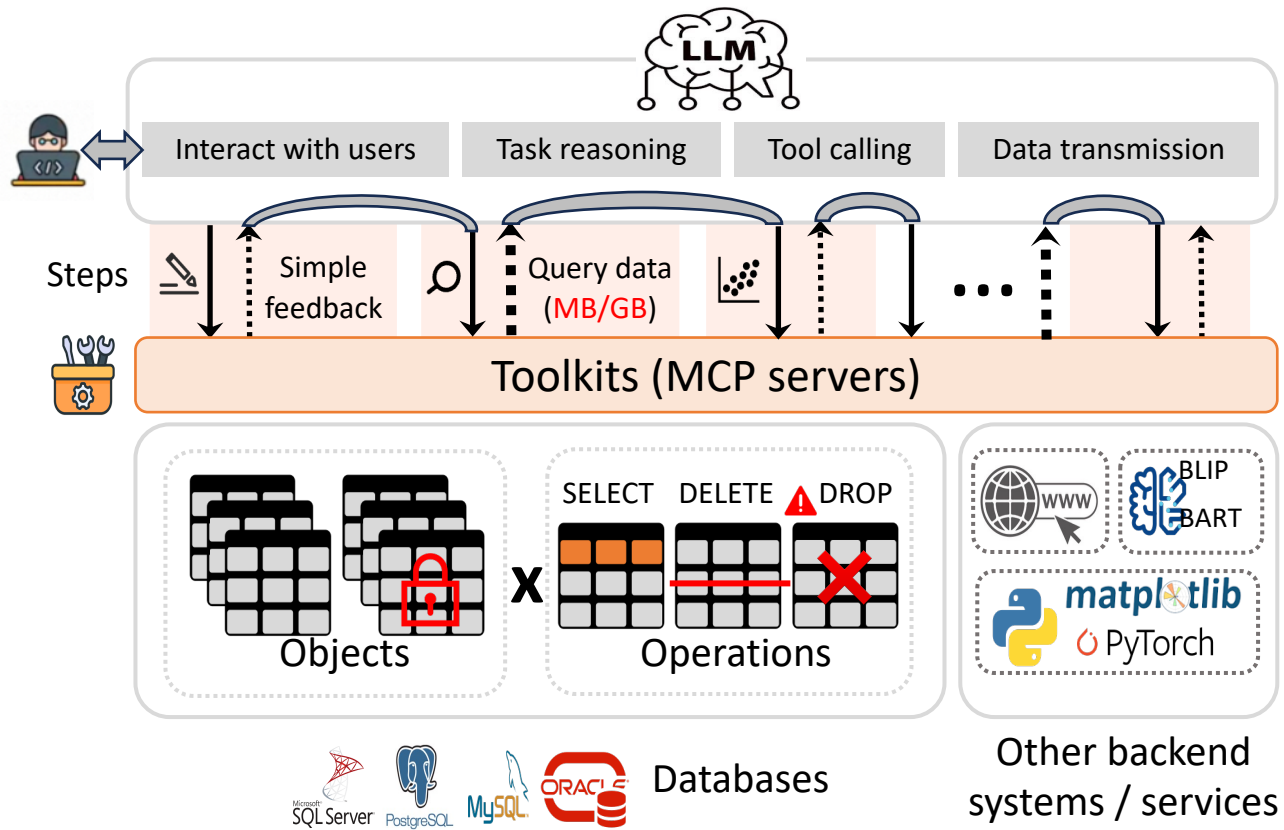 LLM
Interact with users
Task reasoning
Tool calling
Data transmission
</>
Steps
Simple
feedback
Query data
(MB/GB)
...
Toolkits (MCP servers)
SELECT
DELETE
! DROP
X
Objects
Operations
www
BLIP
BART
matplotlib
PyTorch
Microsoft
SQL Server
PostgreSQL
MySQL
ORACLE
Databases
Other backend
systems / services